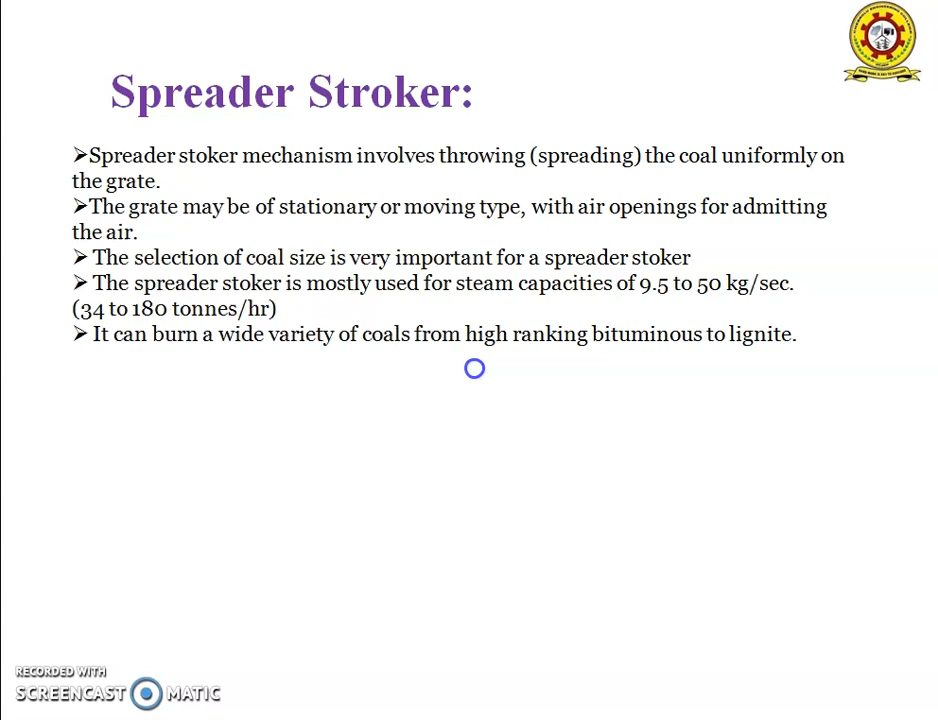 Spreader Stroker:
➢Spreader stoker mechanism involves throwing (spreading) the coal uniformly on
the grate.
➢The grate may be of stationary or moving type, with air openings for admitting
the air.
➢ The selection of coal size is very important for a spreader stoker
➢ The spreader stoker is mostly used for steam capacities of 9.5 to 50 kg/sec.
(34 to 180 tonnes/hr)
➢ It can burn a wide variety of coals from high ranking bituminous to lignite.
RECORDED WITH
SCREENCAST MATIC